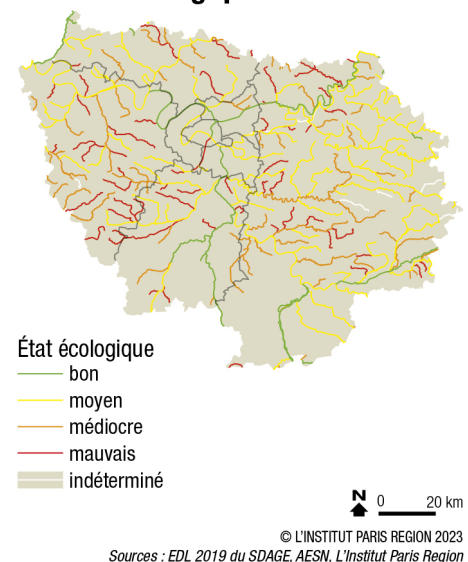 État écologique
bon
moyen
médiocre
mauvais
indéterminé
N 0 20 km
© L'INSTITUT PARIS REGION 2023
Sources : EDL 2019 du SDAGE, AESN, L'Institut Paris Region